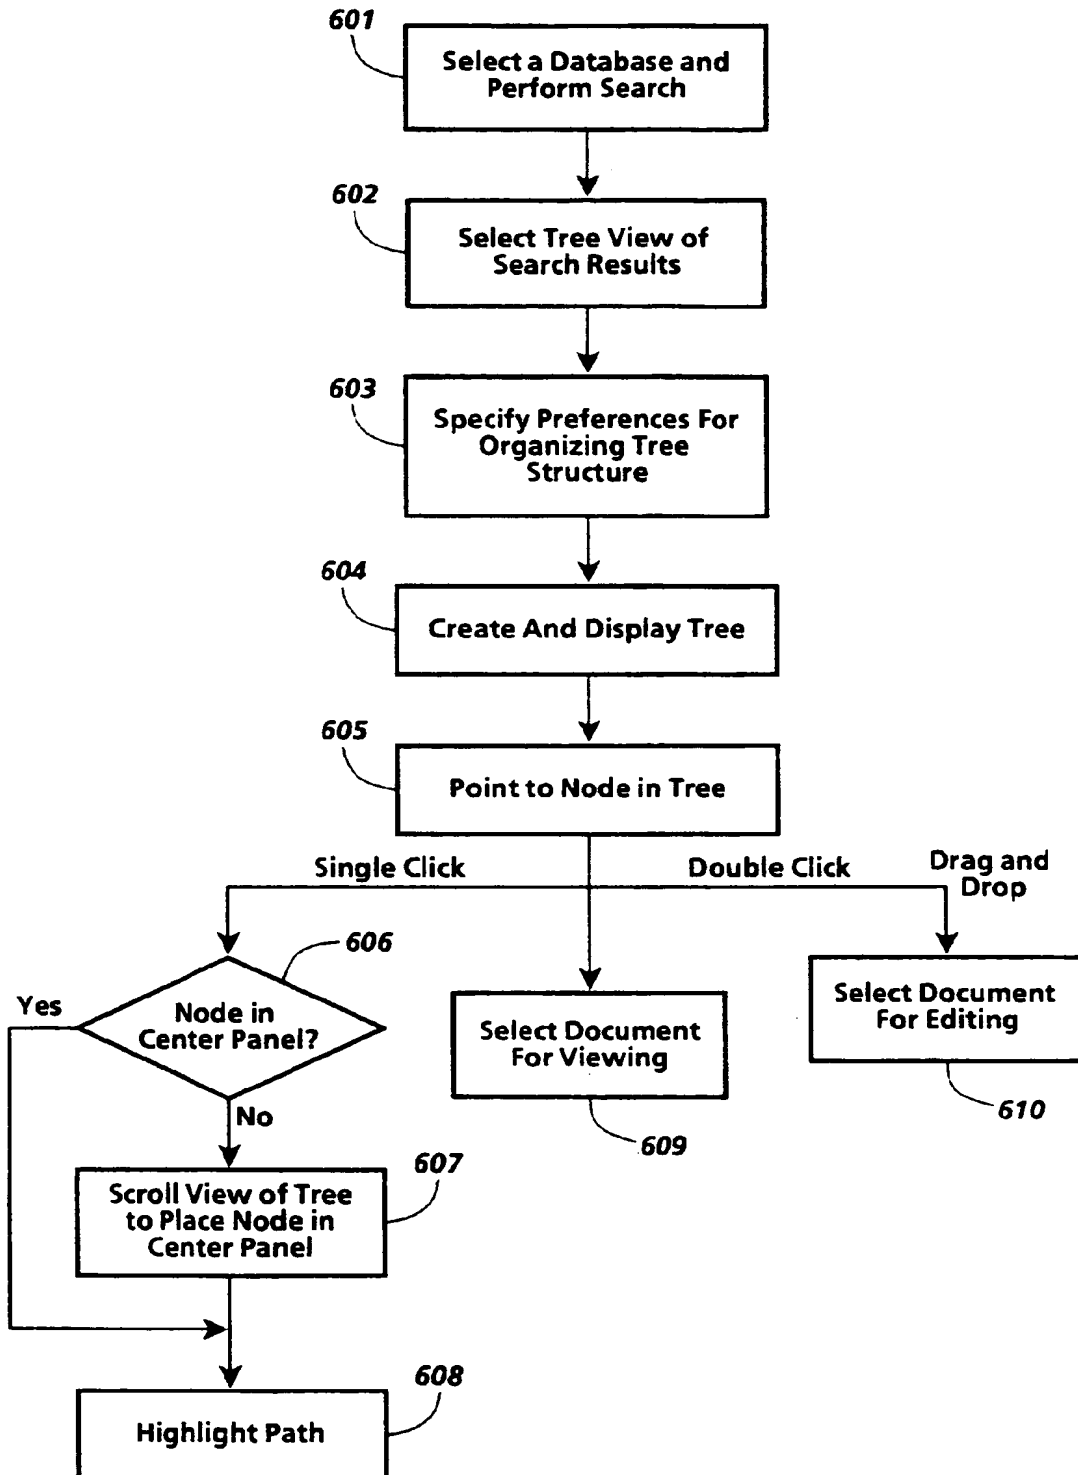 601
Select a Database and
Perform Search
602
Select Tree View of
Search Results
603
Specify Preferences For
Organizing Tree
Structure
604
Create And Display Tree
605
Point to Node in Tree
Single Click
Double Click
Drag and
Drop
606
Yes
Node in
Center Panel?
No
Select Document
For Viewing
609
Select Document
For Editing
610
607
Scroll View of Tree
to Place Node in
Center Panel
608
Highlight Path